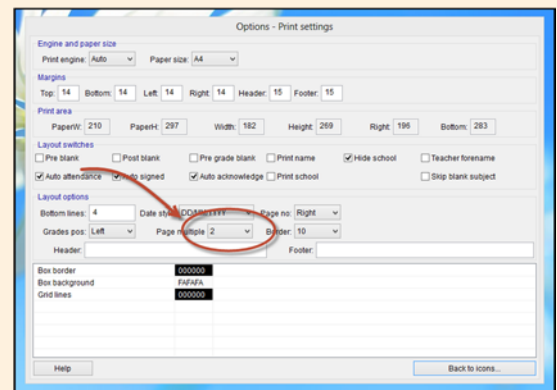 Options - Print settings
Engine and paper size
Print engine: Auto Paper size: A4
Margins
Top: 14 Bottom: 14 Left: 14 Right: 14 Header: 15 Footer: 15
Print area
PaperW: 210 PaperH: 297 Width: 182 Height: 269 Right: 196 Bottom: 283
Layout switches
Pre blank Post blank Pre grade blank Print name Hide school Teacher forename
Auto attendance signed Auto acknowledge Print school Skip blank subject
Layout options
Bottom lines: 4 Date style Page no: Right
Grades pos: Left Page multiple 2 Border: 10
Header: Footer:
Box border 000000
Box background FAFAFA
Grid lines 000000
Help Back to icons...